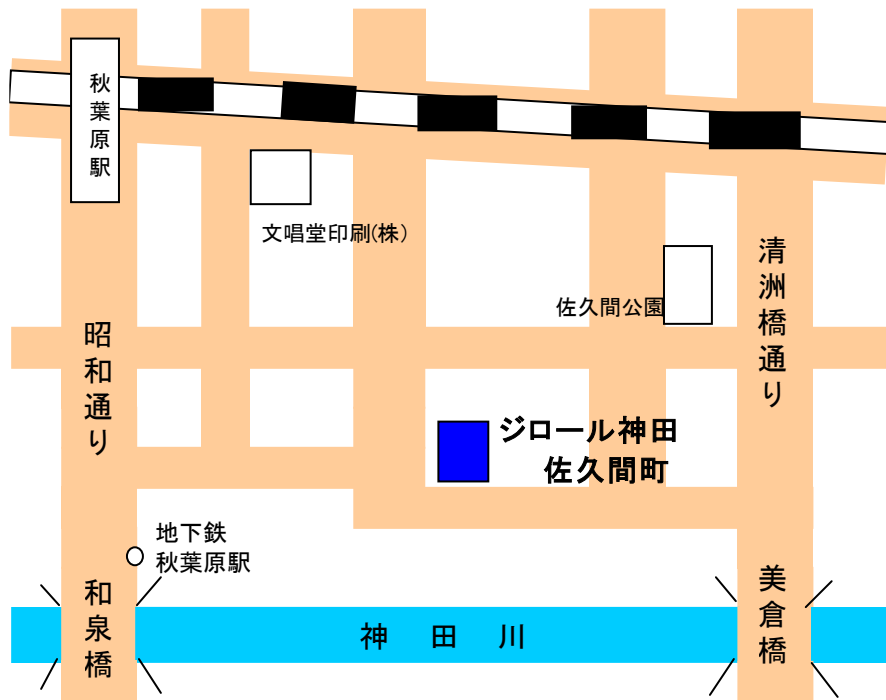 秋葉原駅
文唱堂印刷(株)
清洲橋通り
佐久間公園
昭和通り
ジロール神田
佐久間町
地下鉄
秋葉原駅
和泉橋
神田川
美倉橋